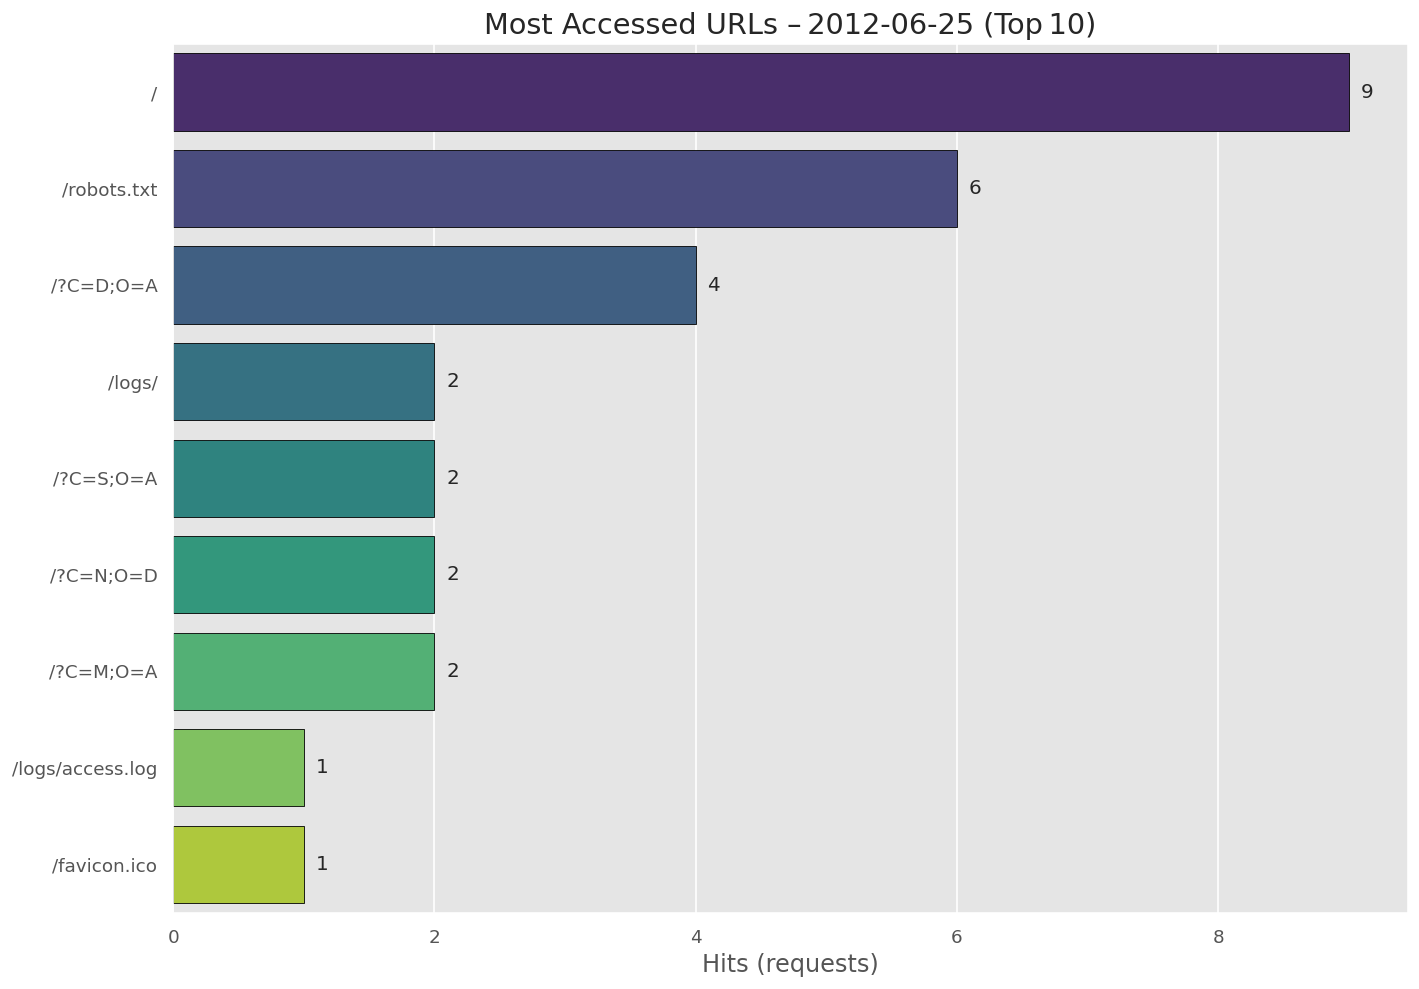 Most Accessed URLs – 2012-06-25 (Top 10)
/ 9
/robots.txt 6
/?C=D;O=A 4
/logs/ 2
/?C=S;O=A 2
/?C=N;O=D 2
/?C=M;O=A 2
/logs/access.log 1
/favicon.ico 1
0 2 4 6 8
Hits (requests)